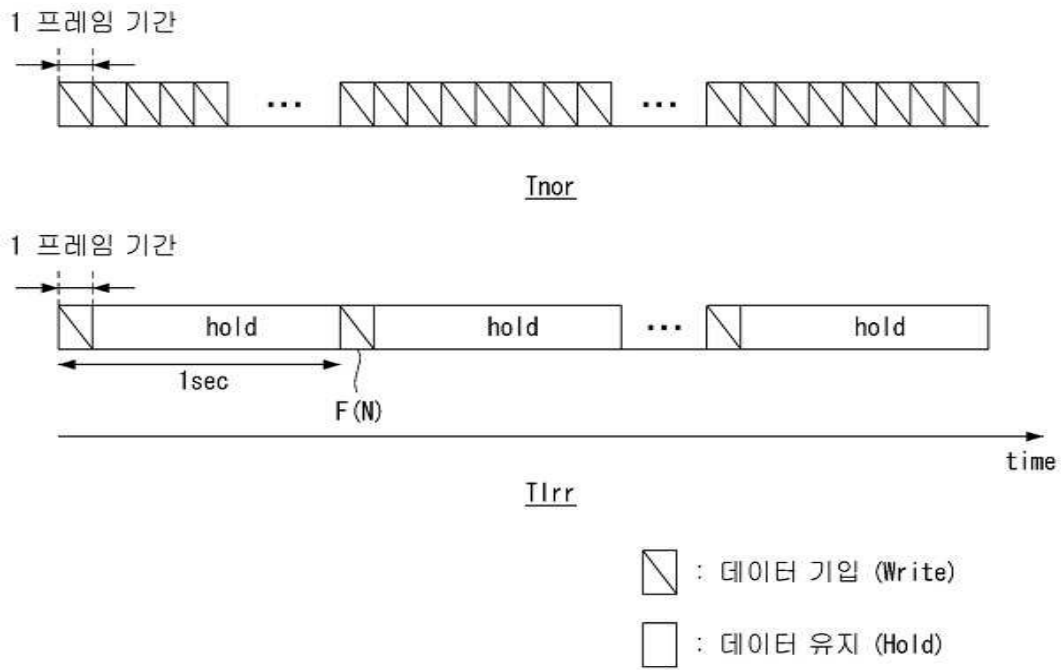 1 프레임 기간
... ...
Tnor
1 프레임 기간
hold hold ... hold
1sec
F(N)
time
Tlrr
: 데이터 기입 (Write)
: 데이터 유지 (Hold)